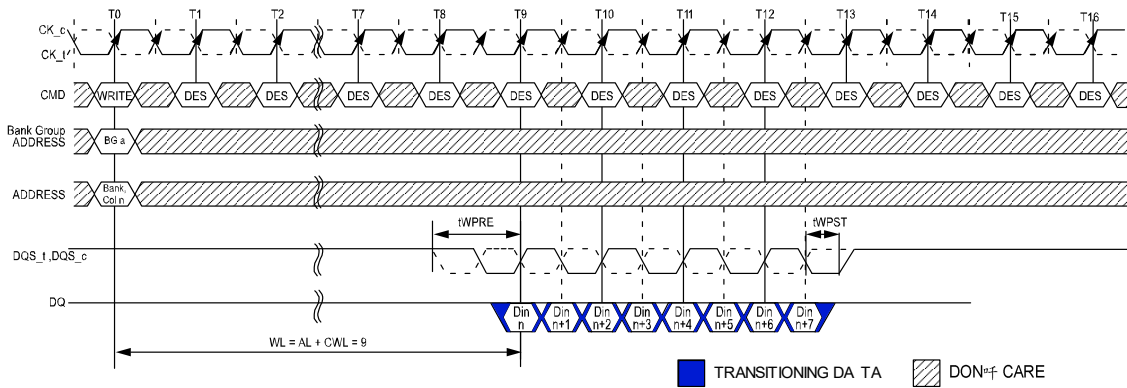 T0 T1 T2 T7 T8 T9 T10 T11 T12 T13 T14 T15 T16
CK_c
CK_t
CMD WRITE DES DES DES DES DES DES DES DES DES DES DES DES
Bank Group
ADDRESS
BG a
ADDRESS
Bank,
Col n
tWPRE tWPST
DQS_t ,DQS_c
DQ
Din
n
Din
n+1
Din
n+2
Din
n+3
Din
n+4
Din
n+5
Din
n+6
Din
n+7
WL = AL + CWL = 9
TRANSITIONING DA TA
CARE